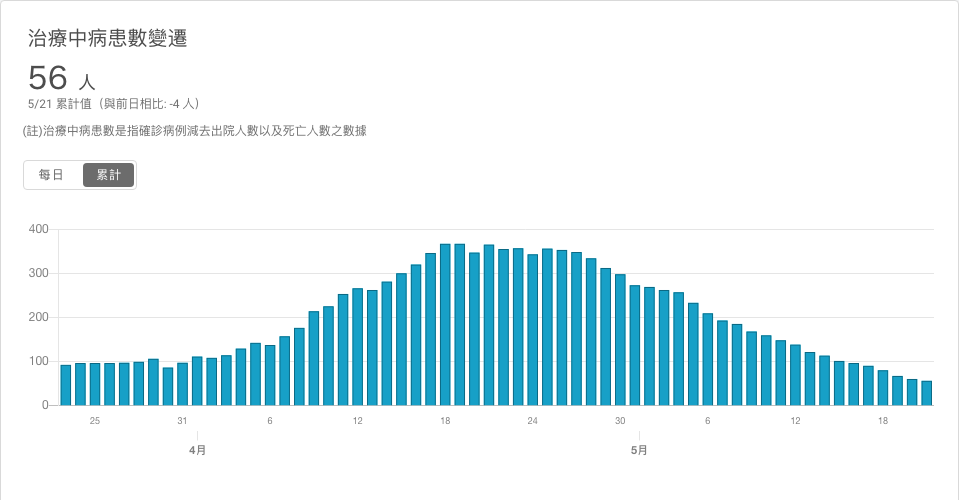 治療中病患數變遷
56 人
5/21 累計值（與前日相比: -4 人）
(註)治療中病患數是指確診病例減去出院人數以及死亡人數之數據
每日 累計
400
300
200
100
0
25 31 6 12 18 24 30 6 12 18
4月 5月